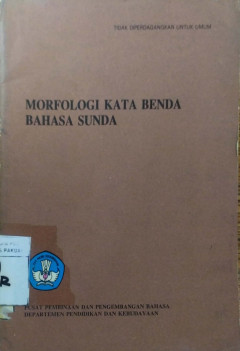 TIDAK DIPERDAGANGKAN UNTUK UMUM
MORFOLOGI KATA BENDA
BAHASA SUNDA
PUSAT PEMBINAAN DAN PENGEMBANGAN BAHASA
DEPARTEMEN PENDIDIKAN DAN KEBUDAYAAN